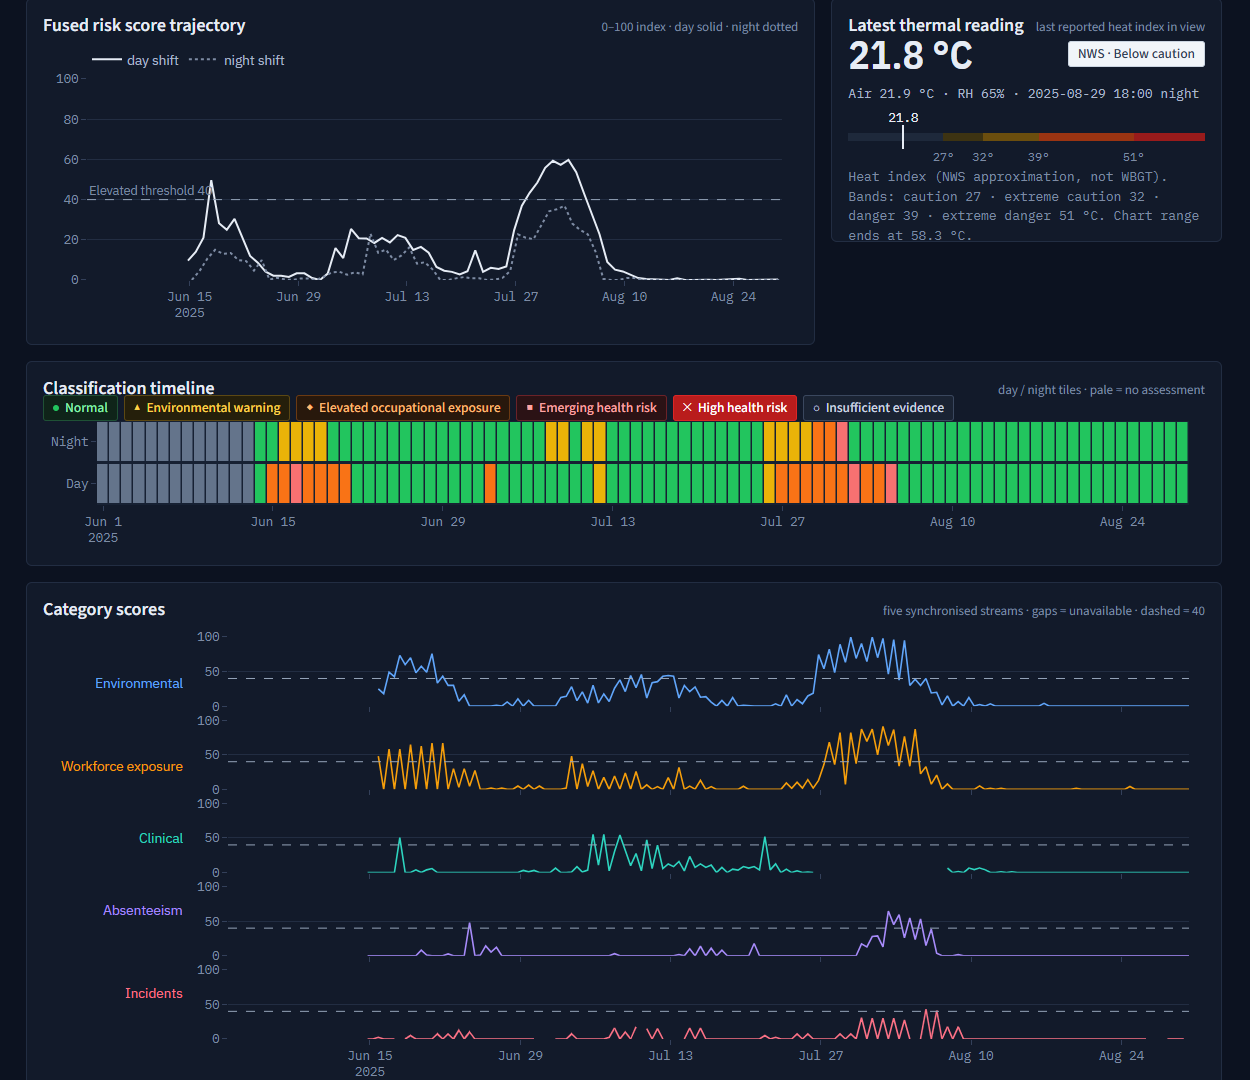 Fused risk score trajectory
0–100 index · day solid · night dotted
day shift
night shift
100
80
60
Elevated threshold 40
40
20
0
Jun 15
2025
Jun 29
Jul 13
Jul 27
Aug 10
Aug 24
Latest thermal reading
last reported heat index in view
21.8 °C
NWS · Below caution
Air 21.9 °C · RH 65% · 2025-08-29 18:00 night
21.8
27° 32° 39° 51°
Heat index (NWS approximation, not WBGT).
Bands: caution 27 · extreme caution 32 ·
danger 39 · extreme danger 51 °C. Chart range
ends at 58.3 °C.
Classification timeline
day / night tiles · pale = no assessment
Normal
Environmental warning
Elevated occupational exposure
Emerging health risk
High health risk
Insufficient evidence
Night
Day
Jun 1
2025
Jun 15
Jun 29
Jul 13
Jul 27
Aug 10
Aug 24
Category scores
five synchronised streams · gaps = unavailable · dashed = 40
100
Environmental
50
0
100
Workforce exposure
50
0
100
Clinical
50
0
100
Absenteeism
50
0
100
Incidents
50
0
Jun 15
2025
Jun 29
Jul 13
Jul 27
Aug 10
Aug 24